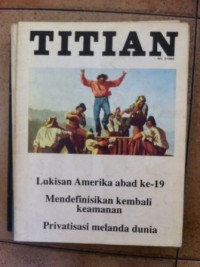 TITIAN
Lukisan Amerika abad ke-19
Mendefinisikan kembali
keamanan
Privatisasi melanda dunia